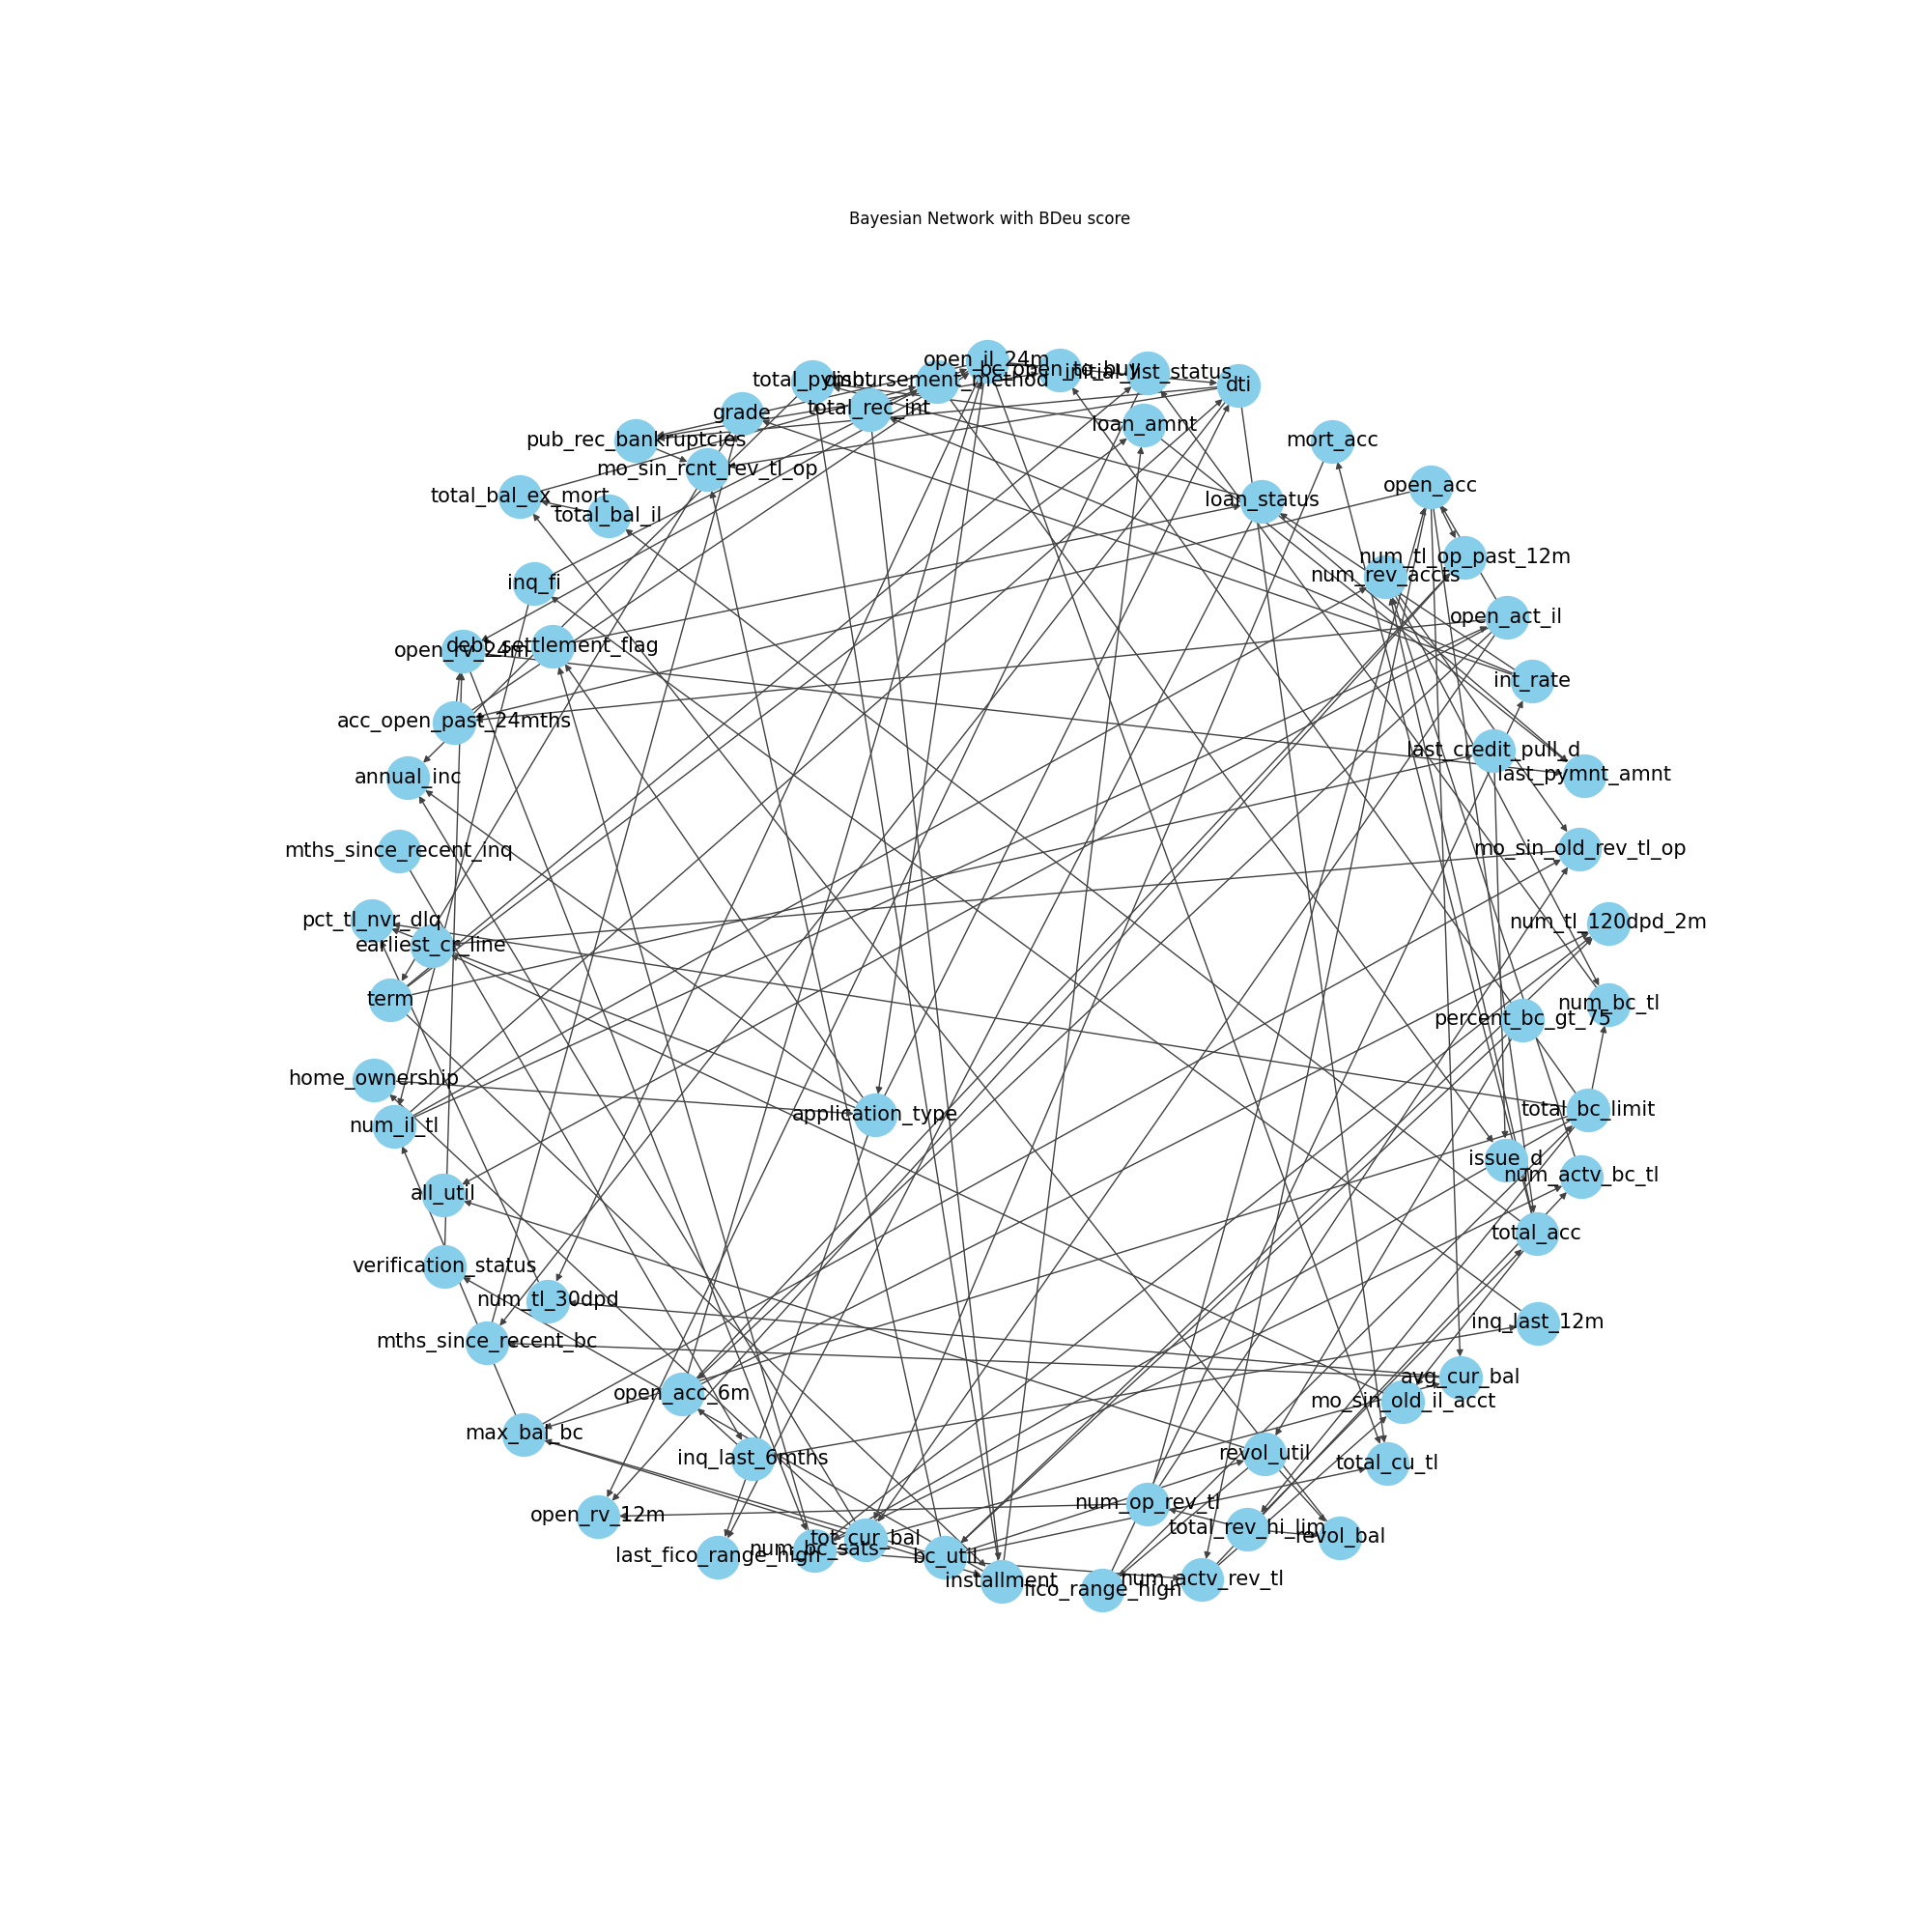 Bayesian Network with BDeu score
open_il_24m
bc_open_to_buy
initial_list_status
total_pymnt
disbursement_method
dti
grade
total_rec_int
loan_amnt
pub_rec_bankruptcies
mort_acc
mo_sin_rcnt_rev_tl_op
total_bal_ex_mort
loan_status
open_acc
total_bal_il
num_tl_op_past_12m
inq_fi
num_rev_accts
open_act_il
open_rv_24m
debt_settlement_flag
int_rate
acc_open_past_24mths
last_credit_pull_d
annual_inc
last_pymnt_amnt
mths_since_recent_inq
mo_sin_old_rev_tl_op
pct_tl_nvr_dlq
num_tl_120dpd_2m
earliest_cr_line
term
num_bc_tl
percent_bc_gt_75
home_ownership
application_type
total_bc_limit
num_il_tl
issue_d
num_actv_bc_tl
all_util
total_acc
verification_status
num_tl_30dpd
inq_last_12m
mths_since_recent_bc
avg_cur_bal
open_acc_6m
mo_sin_old_il_acct
max_bal_bc
inq_last_6mths
revol_util
total_cu_tl
open_rv_12m
num_op_rev_tl
total_rev_hi_lim
revol_bal
last_fico_range_high
num_bc_sats
tot_cur_bal
bc_util
installment
fico_range_high
num_actv_rev_tl